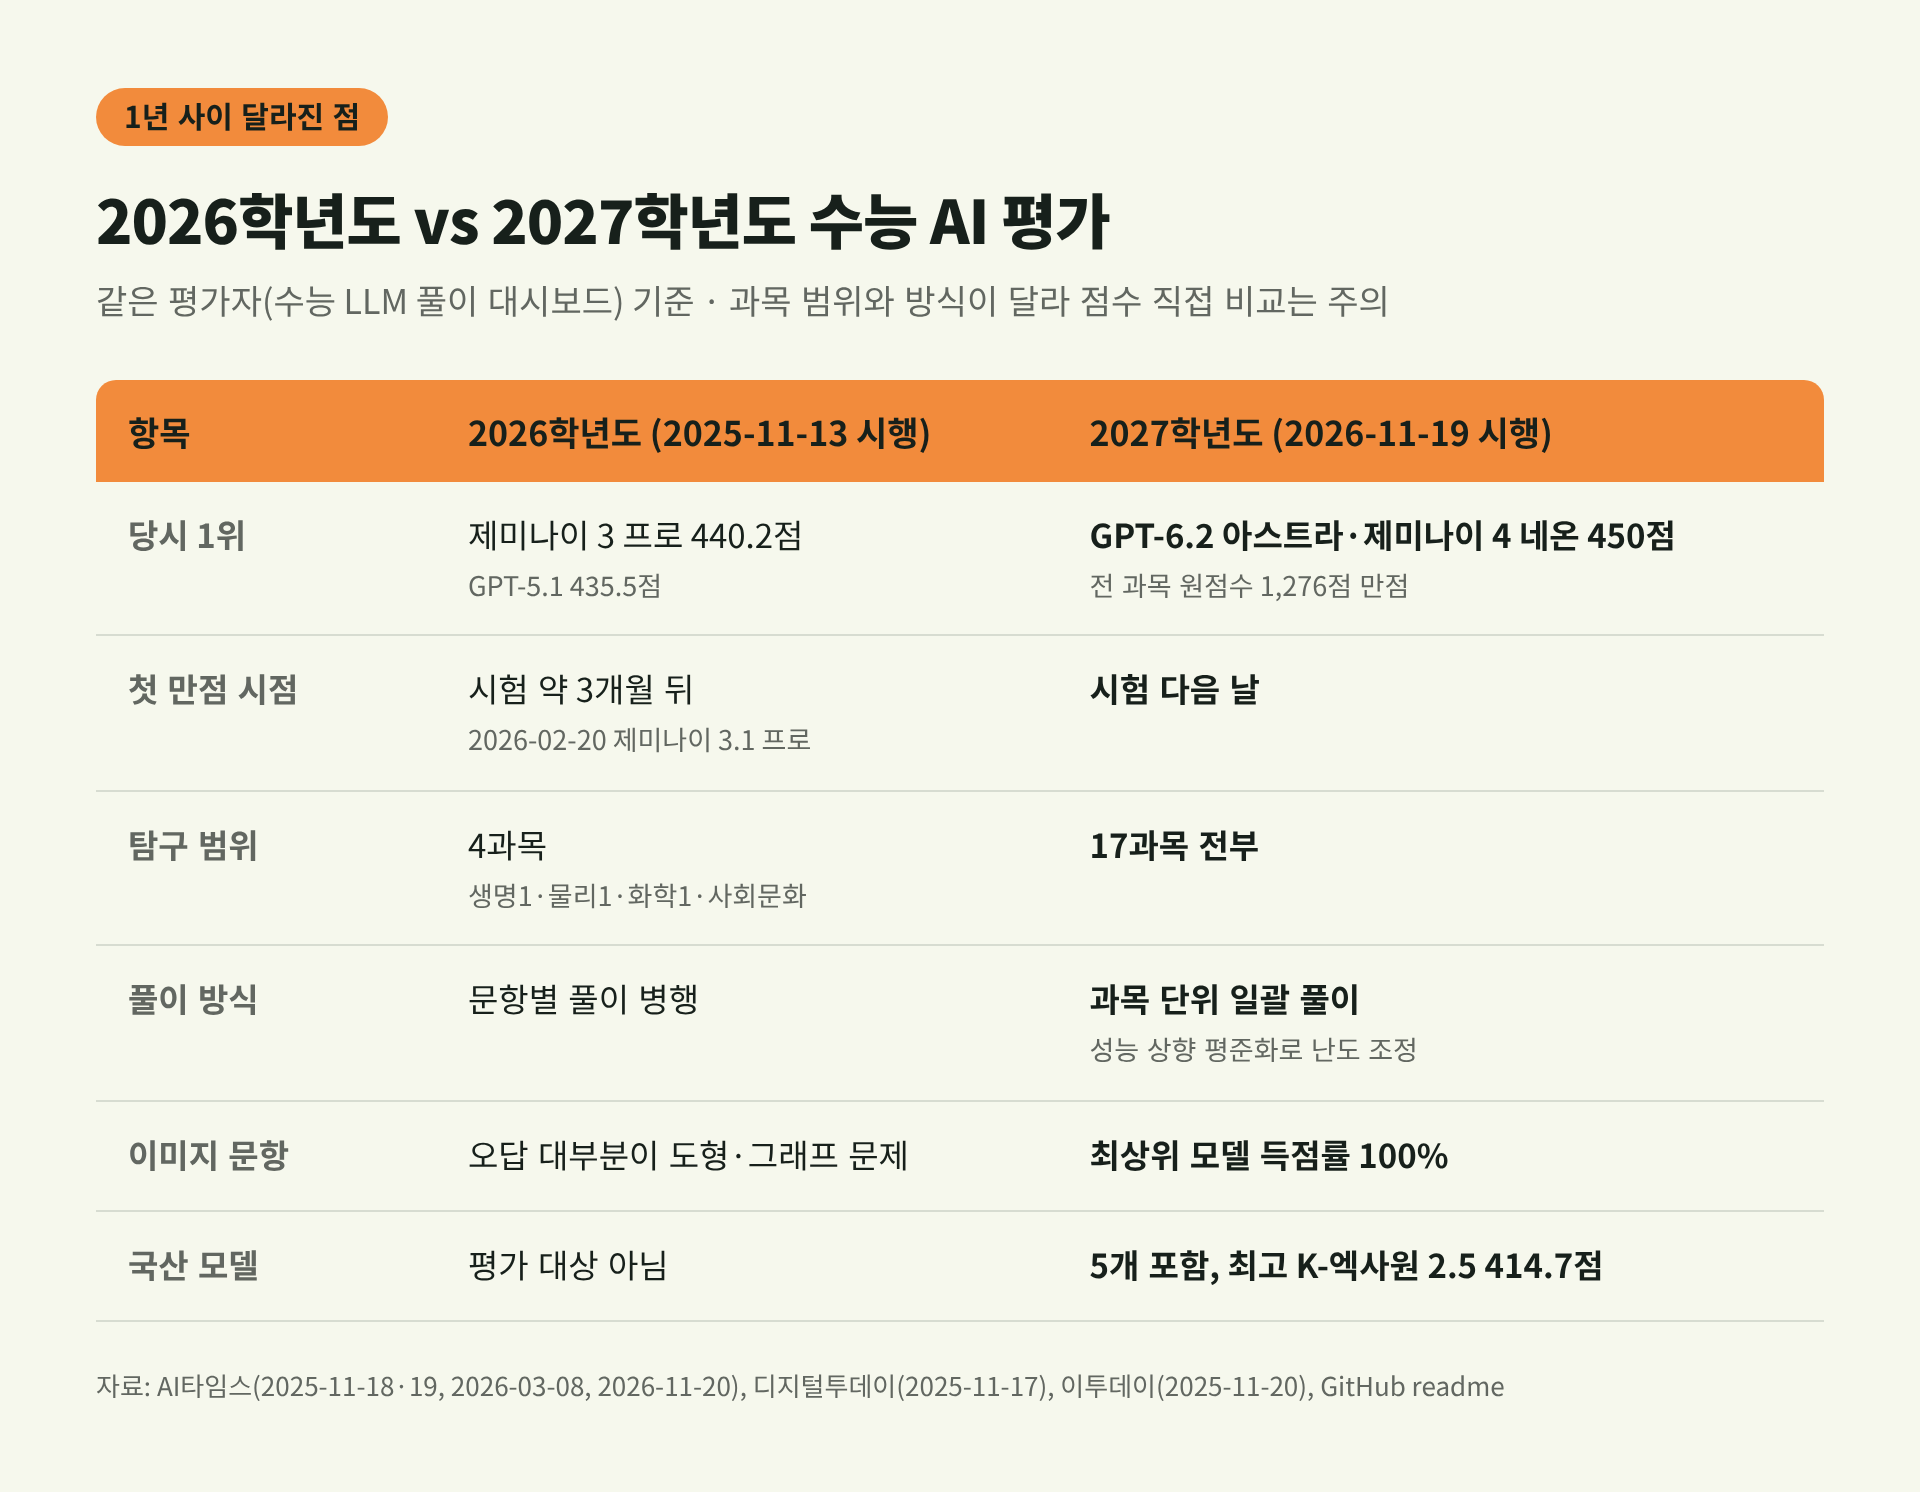 1년 사이 달라진 점
2026학년도 vs 2027학년도 수능 AI 평가
같은 평가자(수능 LLM 풀이 대시보드) 기준 · 과목 범위와 방식이 달라 점수 직접 비교는 주의
항목 2026학년도 (2025-11-13 시행) 2027학년도 (2026-11-19 시행)
당시 1위 제미나이 3 프로 440.2점 GPT-6.2 아스트라·제미나이 4 네온 450점
GPT-5.1 435.5점 전 과목 원점수 1,276점 만점
첫 만점 시점 시험 약 3개월 뒤 시험 다음 날
2026-02-20 제미나이 3.1 프로
탐구 범위 4과목 17과목 전부
생명1·물리1·화학1·사회문화
풀이 방식 문항별 풀이 병행 과목 단위 일괄 풀이
성능 상향 평준화로 난도 조정
이미지 문항 오답 대부분이 도형·그래프 문제 최상위 모델 득점률 100%
국산 모델 평가 대상 아님 5개 포함, 최고 K-엑사원 2.5 414.7점
자료: AI타임스(2025-11-18·19, 2026-03-08, 2026-11-20), 디지털투데이(2025-11-17), 이투데이(2025-11-20), GitHub readme